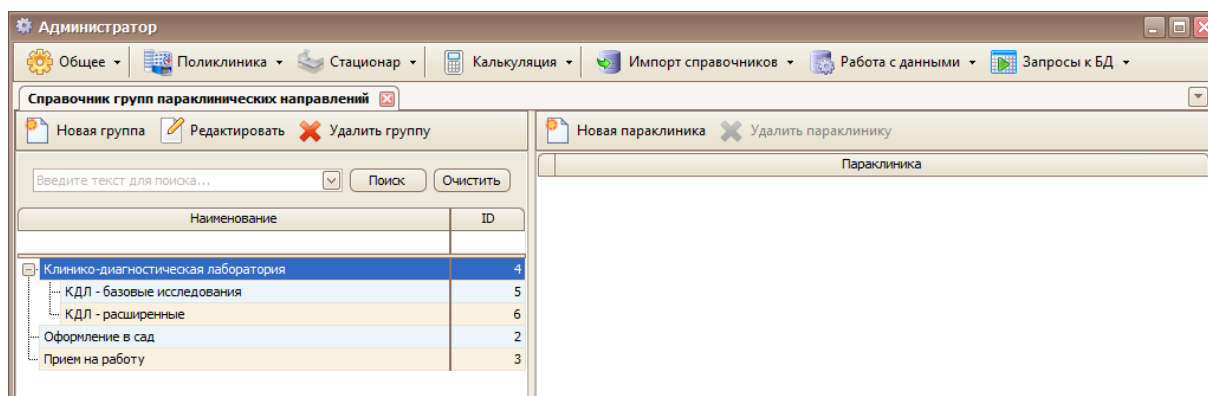 Администратор
Общее Поликлиника Стационар Калькуляция Импорт справочников Работа с данными Запросы к БД
Справочник групп параклинических направлений
Новая группа Редактировать Удалить группу Новая параклиника Удалить параклинику
Параклиника
Введите текст для поиска... Поиск Очистить
Наименование ID
Клинико-диагностическая лаборатория 4
КДЛ - базовые исследования 5
КДЛ - расширенные 6
Оформление в сад 2
Прием на работу 3